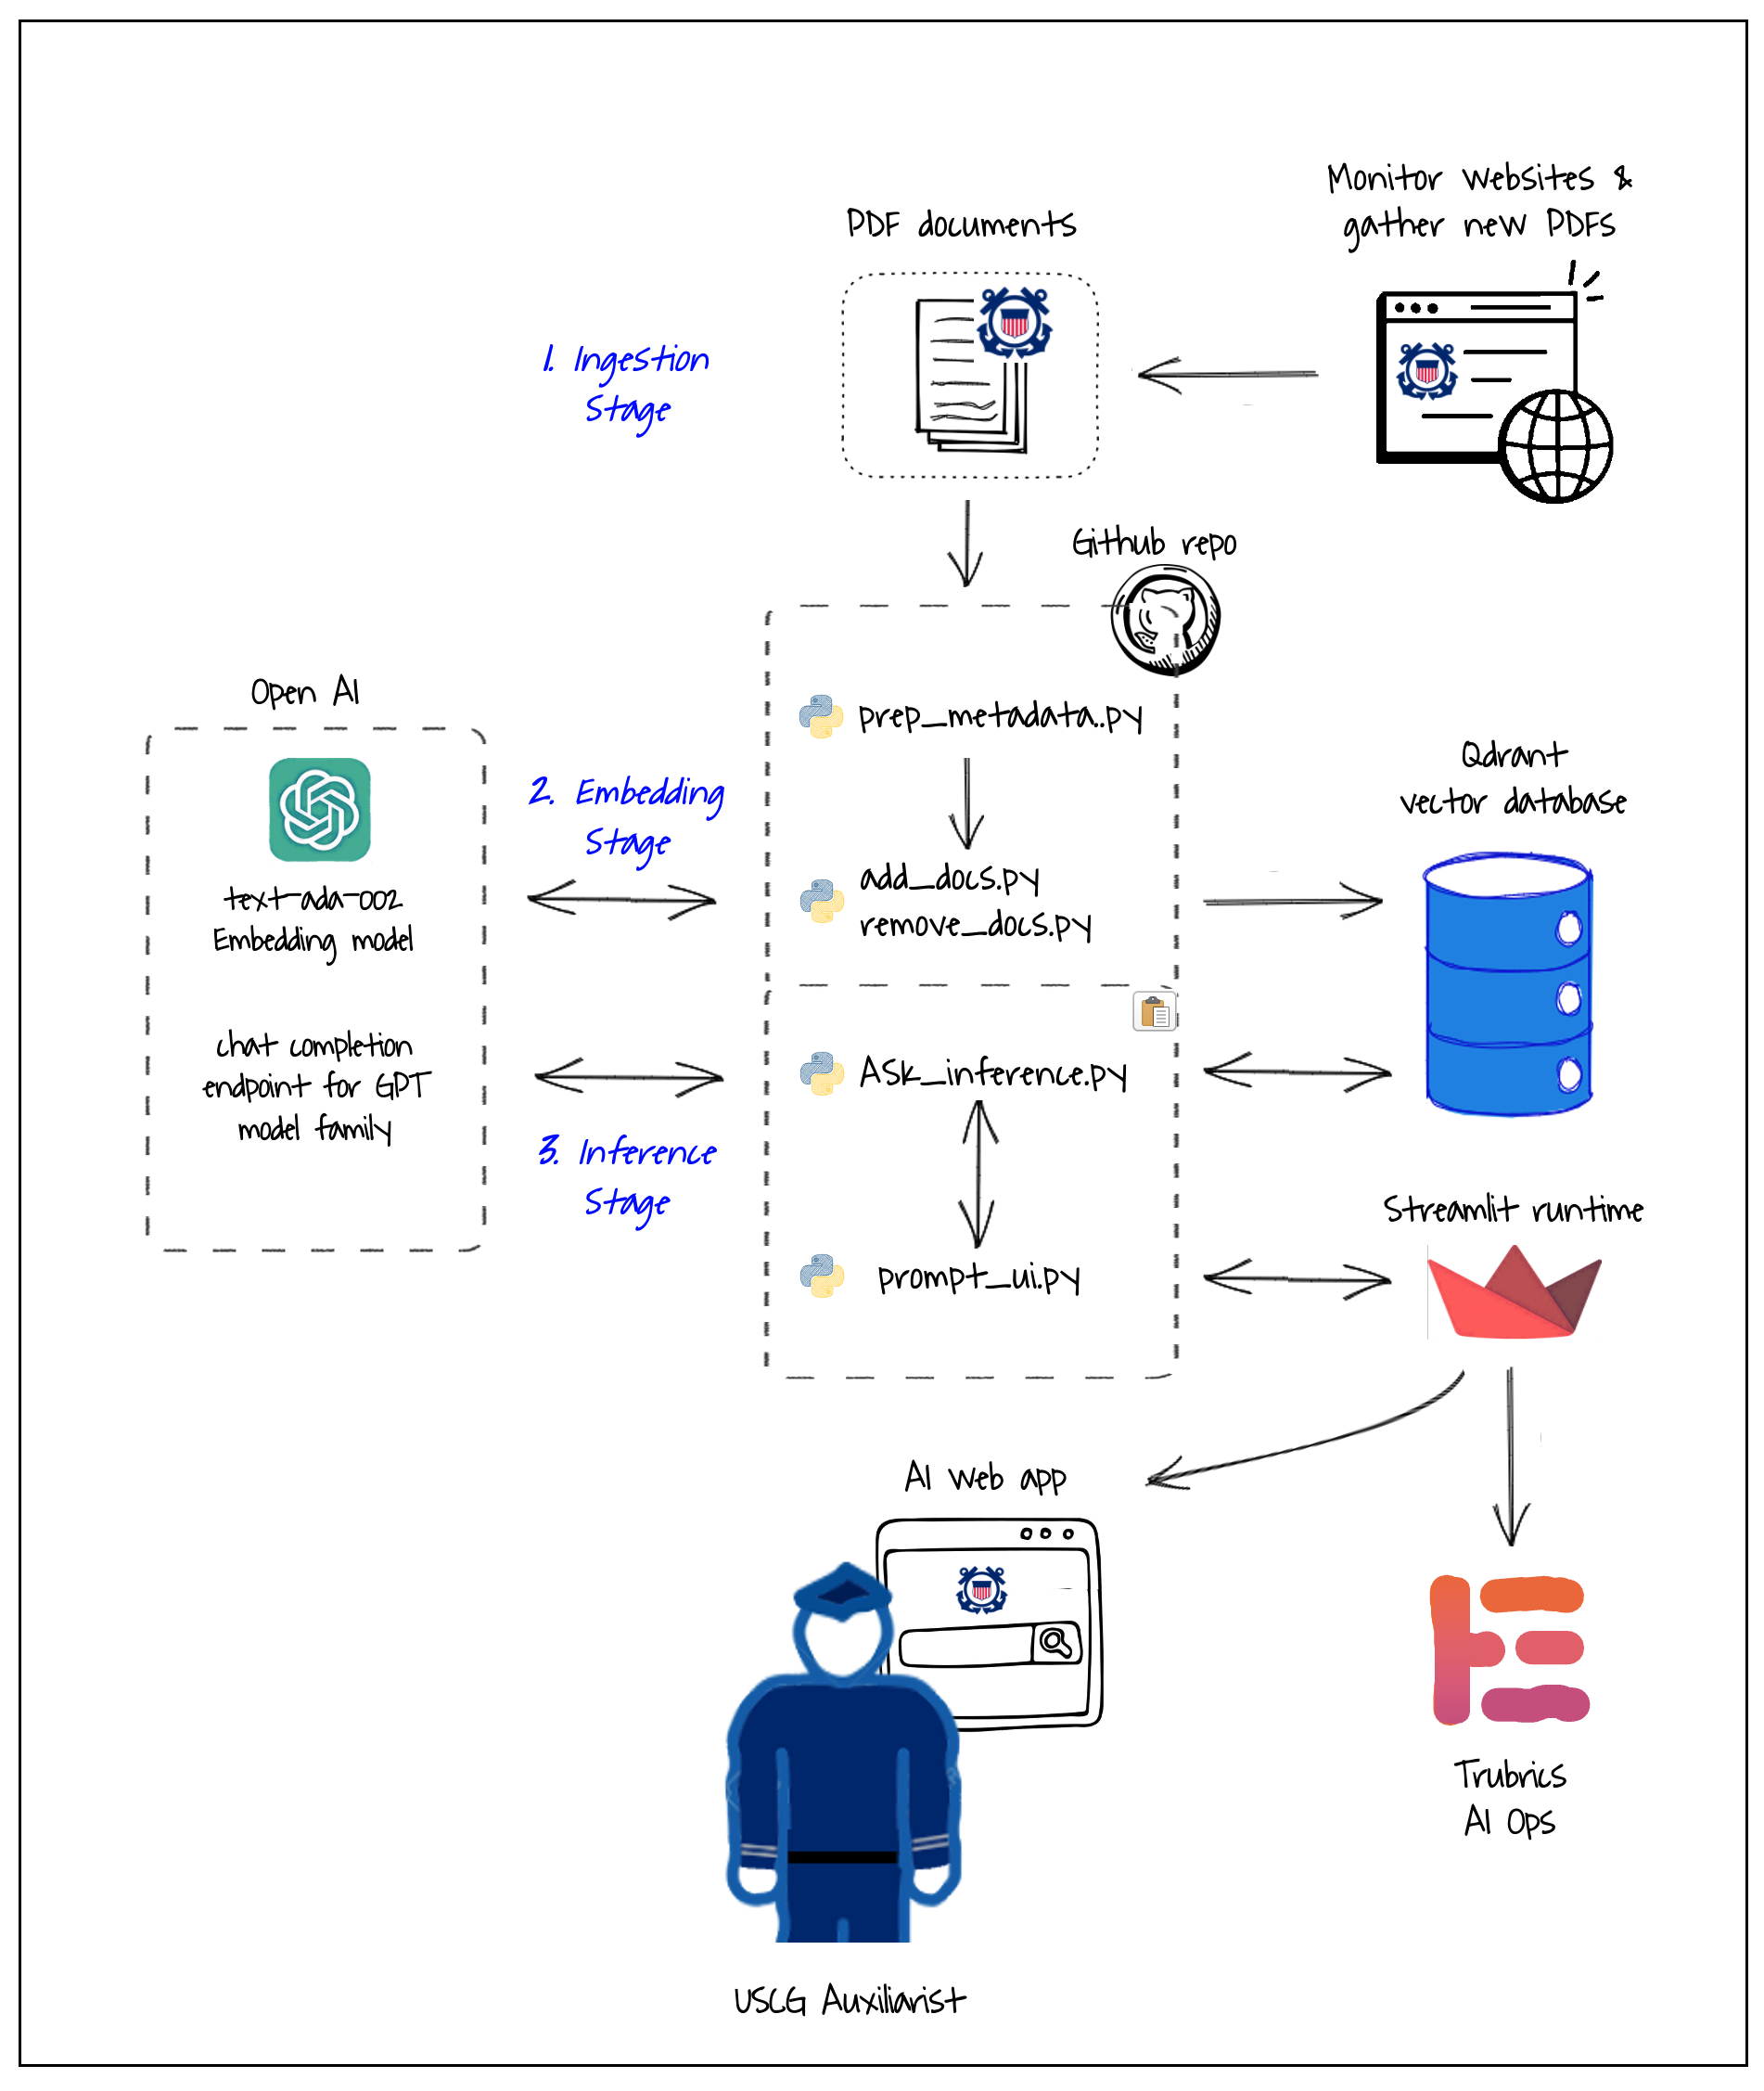 Monitor websites &
gather new PDFs
PDF documents
1. Ingestion
Stage
Github repo
Open AI
prep_metadata..py
Qdrant
vector database
2. Embedding
Stage
add_docs.py
remove_docs.py
text-ada-002
Embedding model
chat completion
endpoint for GPT
model family
ASk_inference.py
3. Inference
Stage
Streamlit runtime
prompt_ui.py
AI web app
Trubrics
AI Ops
USCG Auxiliarist